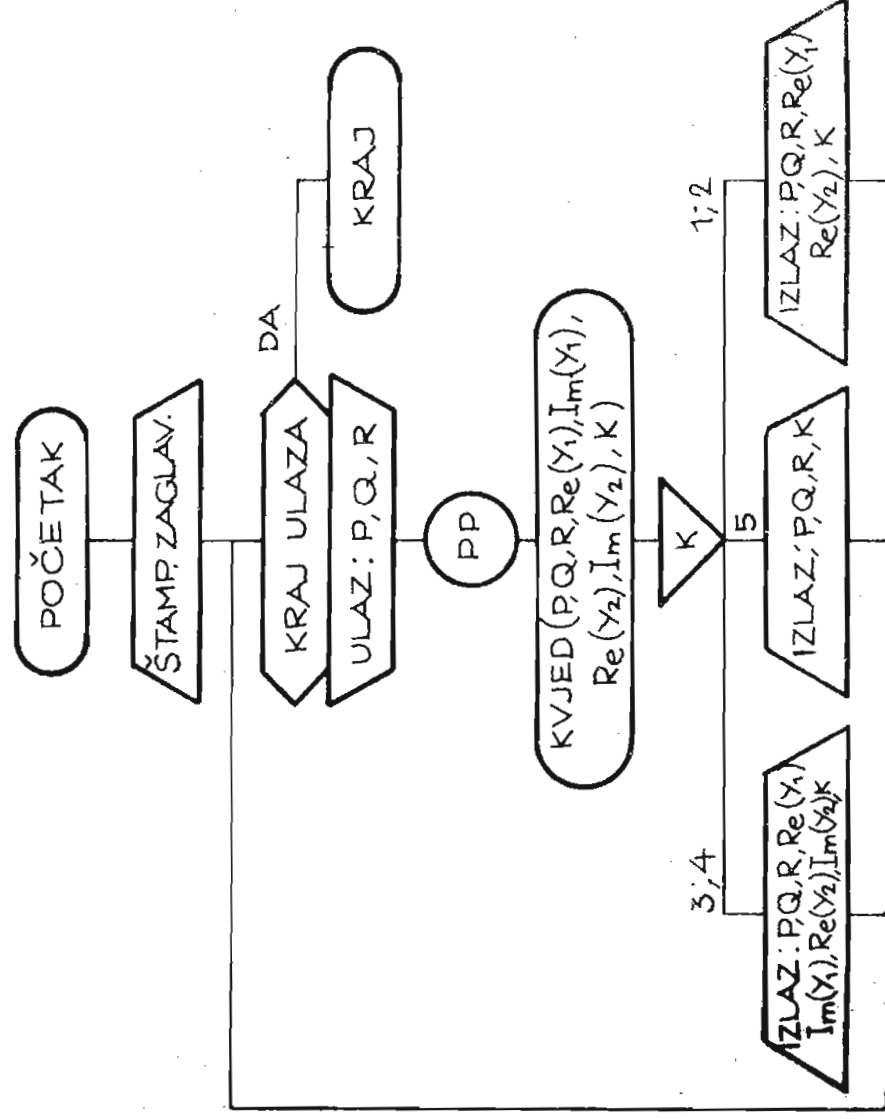 POČETAK
ŠTAMP. ZAGLAV.
KRAJ ULAZA
DA
KRAJ
ULAZ: P, Q, R
PP
KVJED(P,Q,R,Re(Y1),Im(Y1),
Re(Y2),Im(Y2),K)
K
3;4
5
1;2
IZLAZ: P,Q,R,Re(Y1)
Im(Y1),Re(Y2),Im(Y2)K
IZLAZ: P,Q,R,K
IZLAZ: P,Q,R,Re(Y1)
Re(Y2), K